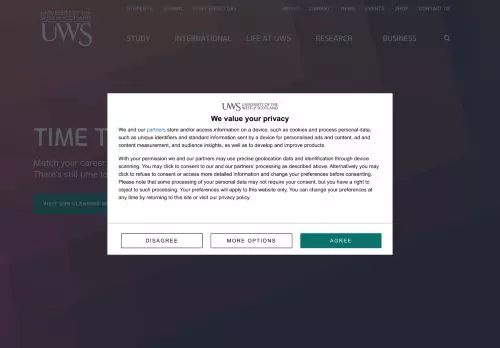 UNIVERSITY OF THE
WEST of SCOTLAND
UWS
STUDENTS STAFF DIRECTORY
ABOUT LIBRARY NEWS EVENTS SHOP CONTACT US
STUDY INTERNATIONAL LIFE AT UWS RESEARCH BUSINESS
TIME T
Match your career
There's still time to
VISIT OUR CLEARING
UWS UNIVERSITY OF THE
WEST of SCOTLAND
We value your privacy
We and our partners store and/or access information on a device, such as cookies and process personal data,
such as unique identifiers and standard information sent by a device for personalised ads and content, ad and
content measurement, and audience insights, as well as to develop and improve products.
With your permission we and our partners may use precise geolocation data and identification through device
scanning. You may click to consent to our and our partners' processing as described above. Alternatively you may
click to refuse to consent or access more detailed information and change your preferences before consenting.
Please note that some processing of your personal data may not require your consent, but you have a right to
object to such processing. Your preferences will apply to this website only. You can change your preferences at
any time by returning to this site or visit our privacy policy.
DISAGREE MORE OPTIONS AGREE